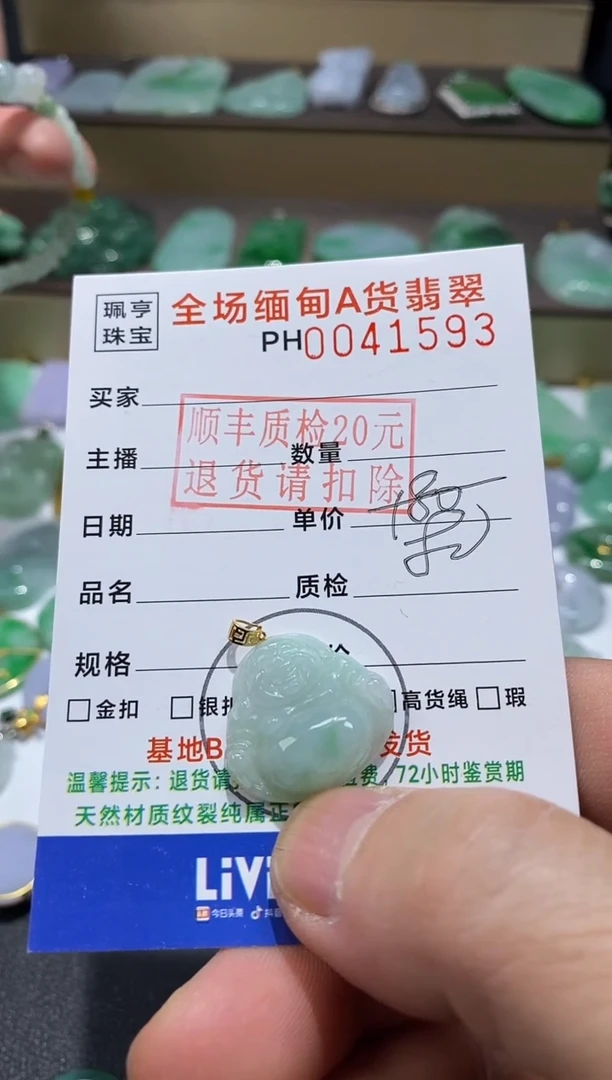 珮亨
珠宝
全场缅甸A货翡翠
PH0041593
买家
顺丰质检20元
主播
数量
退货请扣除
日期
单价
品名
质检
规格
金扣
高货绳
瑕
基地
发货
温馨提示:退货请
费,72小时鉴赏期
天然材质纹裂纯属正
LiVi
今日头条